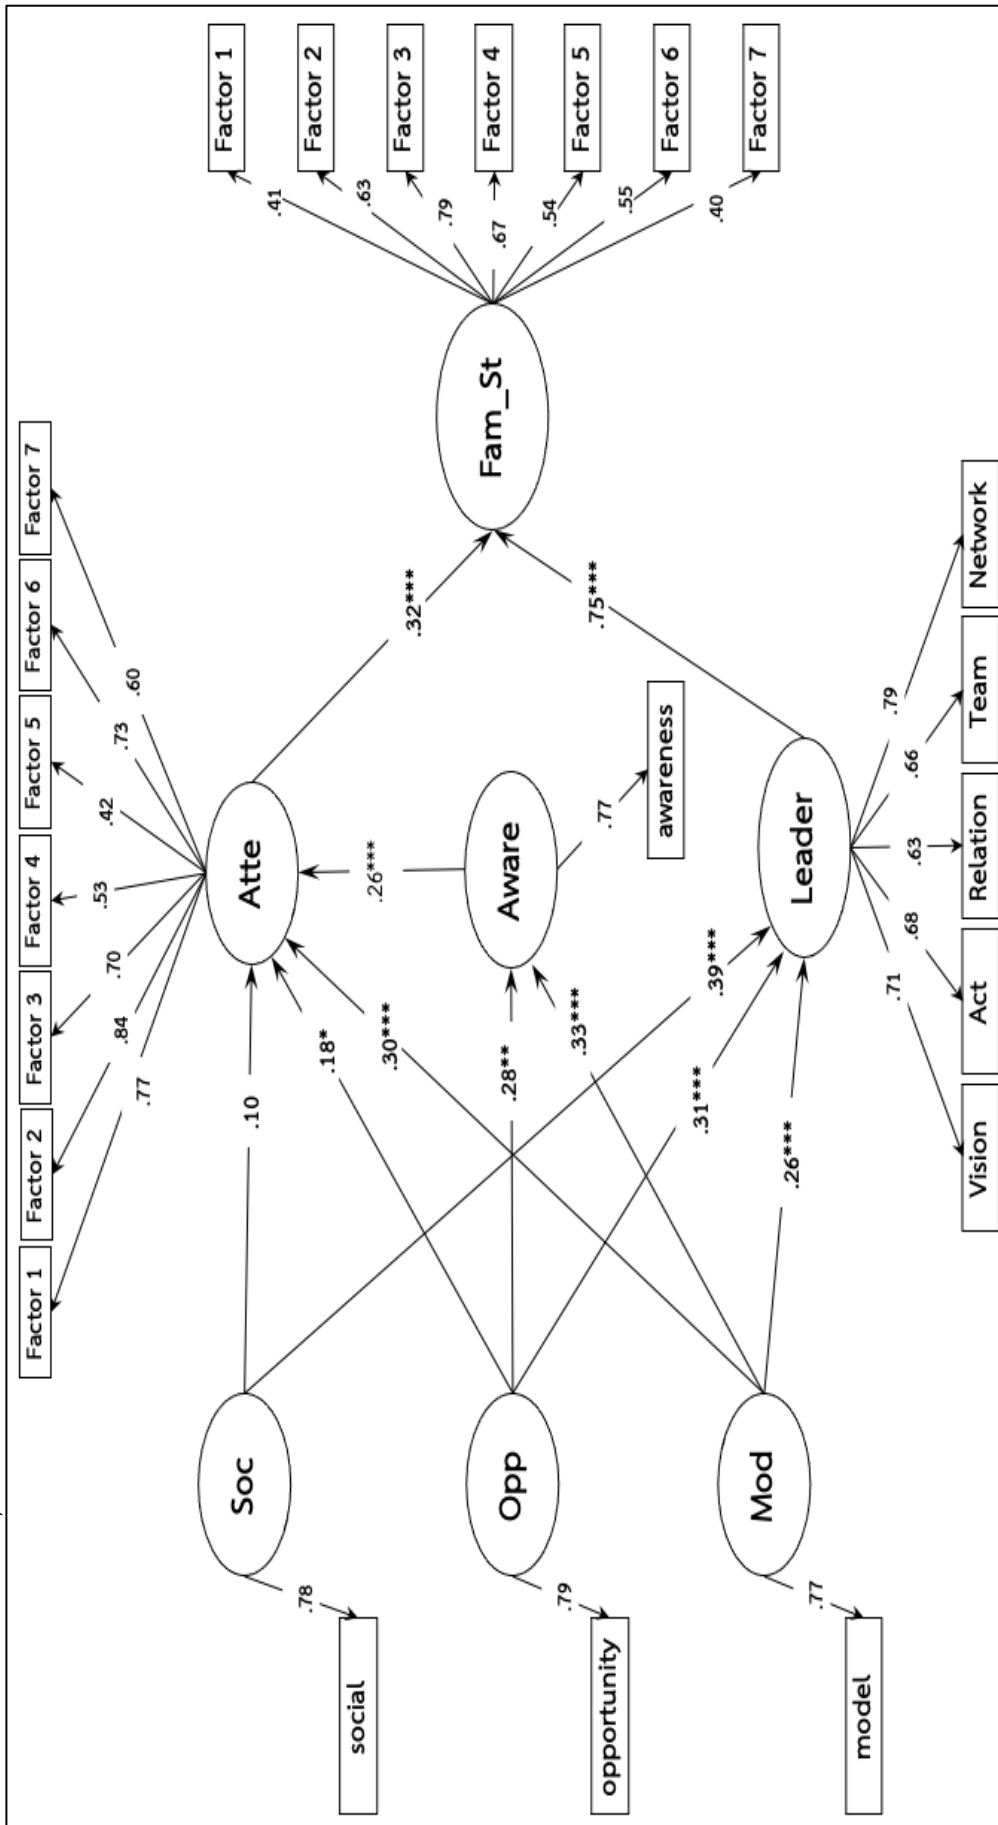 Factor 1
Factor 2
Factor 3
Factor 4
Factor 5
Factor 6
Factor 7
.77
.84
.70
.53
.42
.73
.60
Soc
.78
social
Opp
.79
opportunity
Mod
.77
model
.10
.18*
.30***
.28**
.33***
.39***
.31***
.26***
Atte
.26***
Aware
.77
awareness
Leader
.71
.68
.63
.66
.79
Vision
Act
Relation
Team
Network
.32***
.75***
Fam_St
.41
.63
.79
.67
.54
.55
.40
Factor 1
Factor 2
Factor 3
Factor 4
Factor 5
Factor 6
Factor 7